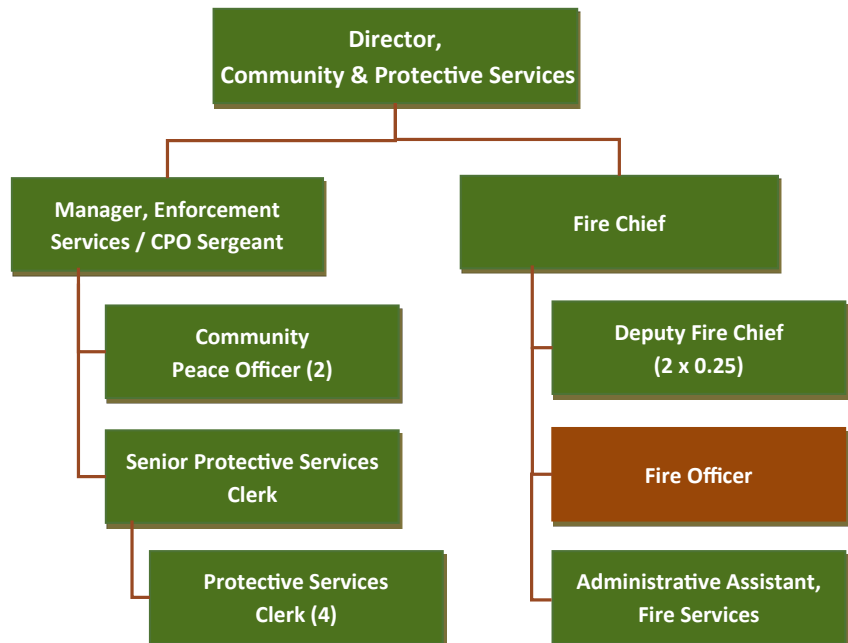 Director,
Community & Protective Services
Manager, Enforcement
Services / CPO Sergeant
Community
Peace Officer (2)
Senior Protective Services
Clerk
Protective Services
Clerk (4)
Fire Chief
Deputy Fire Chief
(2 x 0.25)
Fire Officer
Administrative Assistant,
Fire Services